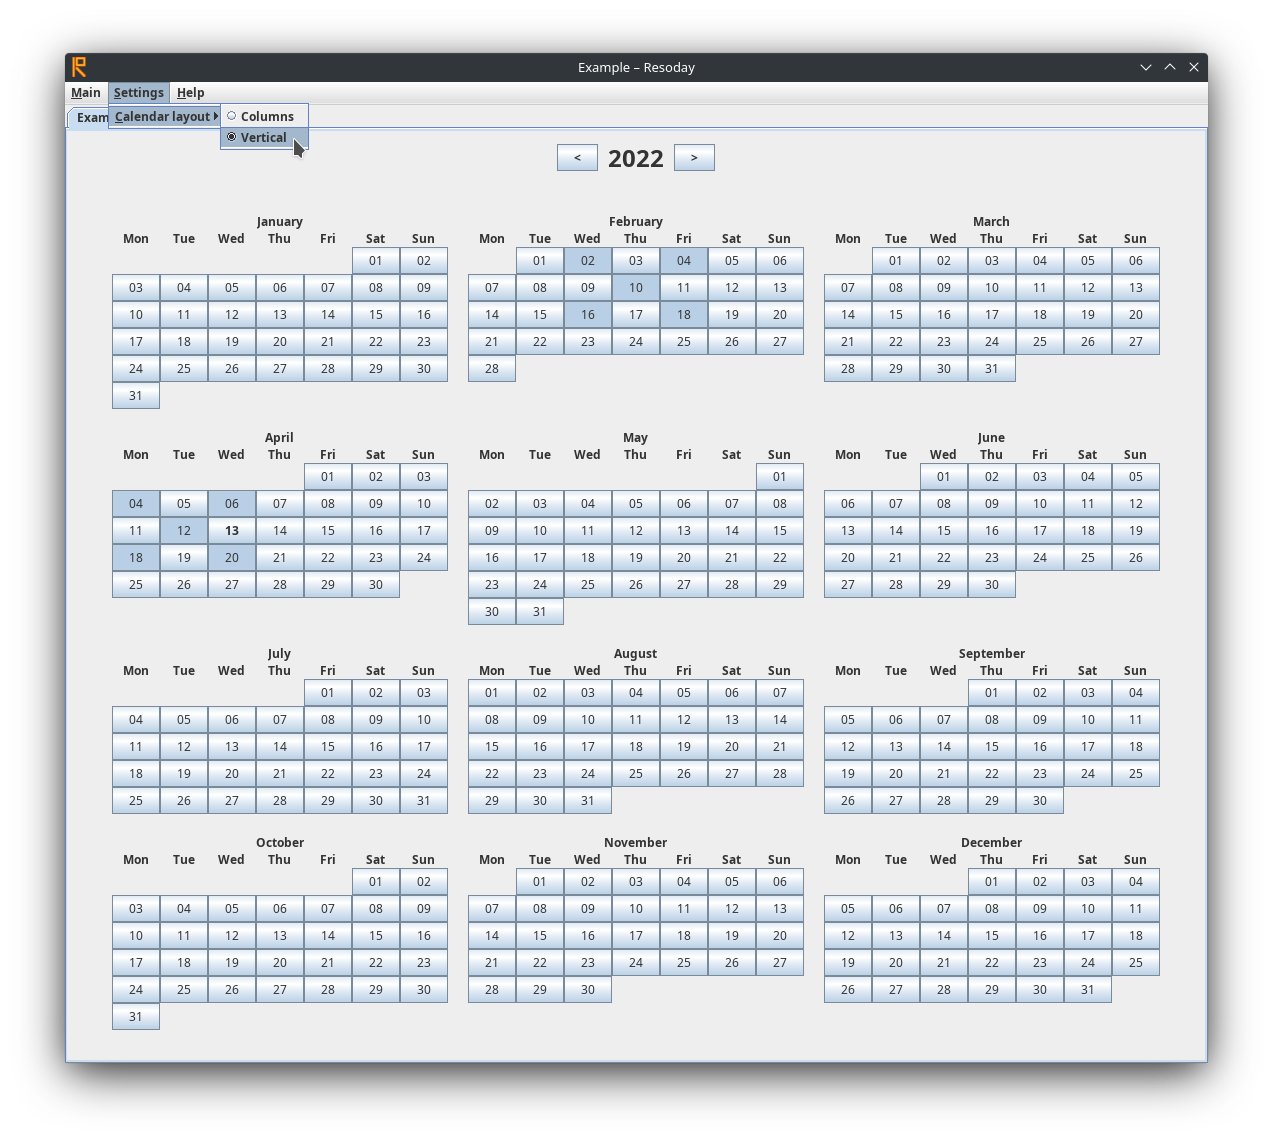 Example – Resoday
Main Settings Help
Exam Calendar layout Columns
Vertical
< 2022 >
January February March
Mon Tue Wed Thu Fri Sat Sun Mon Tue Wed Thu Fri Sat Sun Mon Tue Wed Thu Fri Sat Sun
01 02 01 02 03 04 05 06 01 02 03 04 05 06
03 04 05 06 07 08 09 07 08 09 10 11 12 13 07 08 09 10 11 12 13
10 11 12 13 14 15 16 14 15 16 17 18 19 20 14 15 16 17 18 19 20
17 18 19 20 21 22 23 21 22 23 24 25 26 27 21 22 23 24 25 26 27
24 25 26 27 28 29 30 28 28 29 30 31
31
April May June
Mon Tue Wed Thu Fri Sat Sun Mon Tue Wed Thu Fri Sat Sun Mon Tue Wed Thu Fri Sat Sun
01 02 03 01 01 02 03 04 05
04 05 06 07 08 09 10 02 03 04 05 06 07 08 06 07 08 09 10 11 12
11 12 13 14 15 16 17 09 10 11 12 13 14 15 13 14 15 16 17 18 19
18 19 20 21 22 23 24 16 17 18 19 20 21 22 20 21 22 23 24 25 26
25 26 27 28 29 30 23 24 25 26 27 28 29 27 28 29 30
30 31
July August September
Mon Tue Wed Thu Fri Sat Sun Mon Tue Wed Thu Fri Sat Sun Mon Tue Wed Thu Fri Sat Sun
01 02 03 01 02 03 04 05 06 07 01 02 03 04
04 05 06 07 08 09 10 08 09 10 11 12 13 14 05 06 07 08 09 10 11
11 12 13 14 15 16 17 15 16 17 18 19 20 21 12 13 14 15 16 17 18
18 19 20 21 22 23 24 22 23 24 25 26 27 28 19 20 21 22 23 24 25
25 26 27 28 29 30 31 29 30 31 26 27 28 29 30
October November December
Mon Tue Wed Thu Fri Sat Sun Mon Tue Wed Thu Fri Sat Sun Mon Tue Wed Thu Fri Sat Sun
01 02 01 02 03 04 05 06 01 02 03 04
03 04 05 06 07 08 09 07 08 09 10 11 12 13 05 06 07 08 09 10 11
10 11 12 13 14 15 16 14 15 16 17 18 19 20 12 13 14 15 16 17 18
17 18 19 20 21 22 23 21 22 23 24 25 26 27 19 20 21 22 23 24 25
24 25 26 27 28 29 30 28 29 30 26 27 28 29 30 31
31